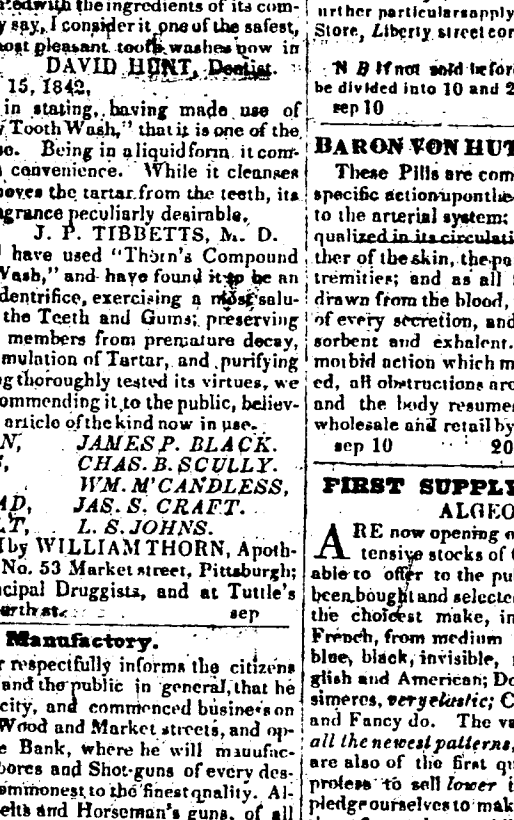 with the ingredients of its com-
say, I consider it one of the safest,
most pleasant tooth washes now in
DAVID HUNT, Dentist.
15, 1842.
in stating, having made use of
Tooth Wash," that it is one of the
Being in a liquid form it com-
convenience. While it cleanses
moves the tartar from the teeth, its
agrance peculiarly desirable.
J. P. TIBBETTS, M. D.
have used "Thorn's Compound
Wash," and have found it to be an
dentrifice, exercising a most salu-
the Teeth and Gums; preserving
members from premature decay,
mulation of Tartar, and purifying
g thoroughly tested its virtues, we
ommending it to the public, believ-
article of the kind now in use.
N, JAMES P. BLACK.
S, CHAS. B. SCULLY.
WM. M'CANDLESS,
AD, JAS. S. CRAFT.
LT, L. S. JOHNS.
by WILLIAM THORN, Apoth-
No. 53 Market street, Pittsburgh;
cipal Druggists, and at Tuttle's
urth st. sep
Manufactory.
r respectfully informs the citizens
and the public in general, that he
city, and commenced business on
Wood and Market streets, and op-
e Bank, where he will manufac-
bores and Shot-guns of every des-
ommonest to the finest quality. Al-
elts and Horseman's guns, of all
urther particulars apply
Store, Liberty street cor
N B If not sold befor
be divided into 10 and 2
sep 10
BARON VON HUT
These Pills are com
specific action upon the
to the arterial system;
qualized in its circulati
ther of the skin, the pa
tremities; and as all
drawn from the blood,
of every secretion, and
sorbent and exhalent.
morbid action which m
ed, all obstructions are
and the body resume
wholesale and retail by
sep 10 20
FIRST SUPPLY
ALGEO
ARE now opening o
tensive stocks of
able to offer to the pu
been bought and selecte
the choicest make, in
French, from medium
blue, black, invisible,
glish and American; Do
simeres, very elastic; C
and Fancy do. The va
all the newest patterns,
are also of the first qu
profess to sell lower t
pledge ourselves to mak